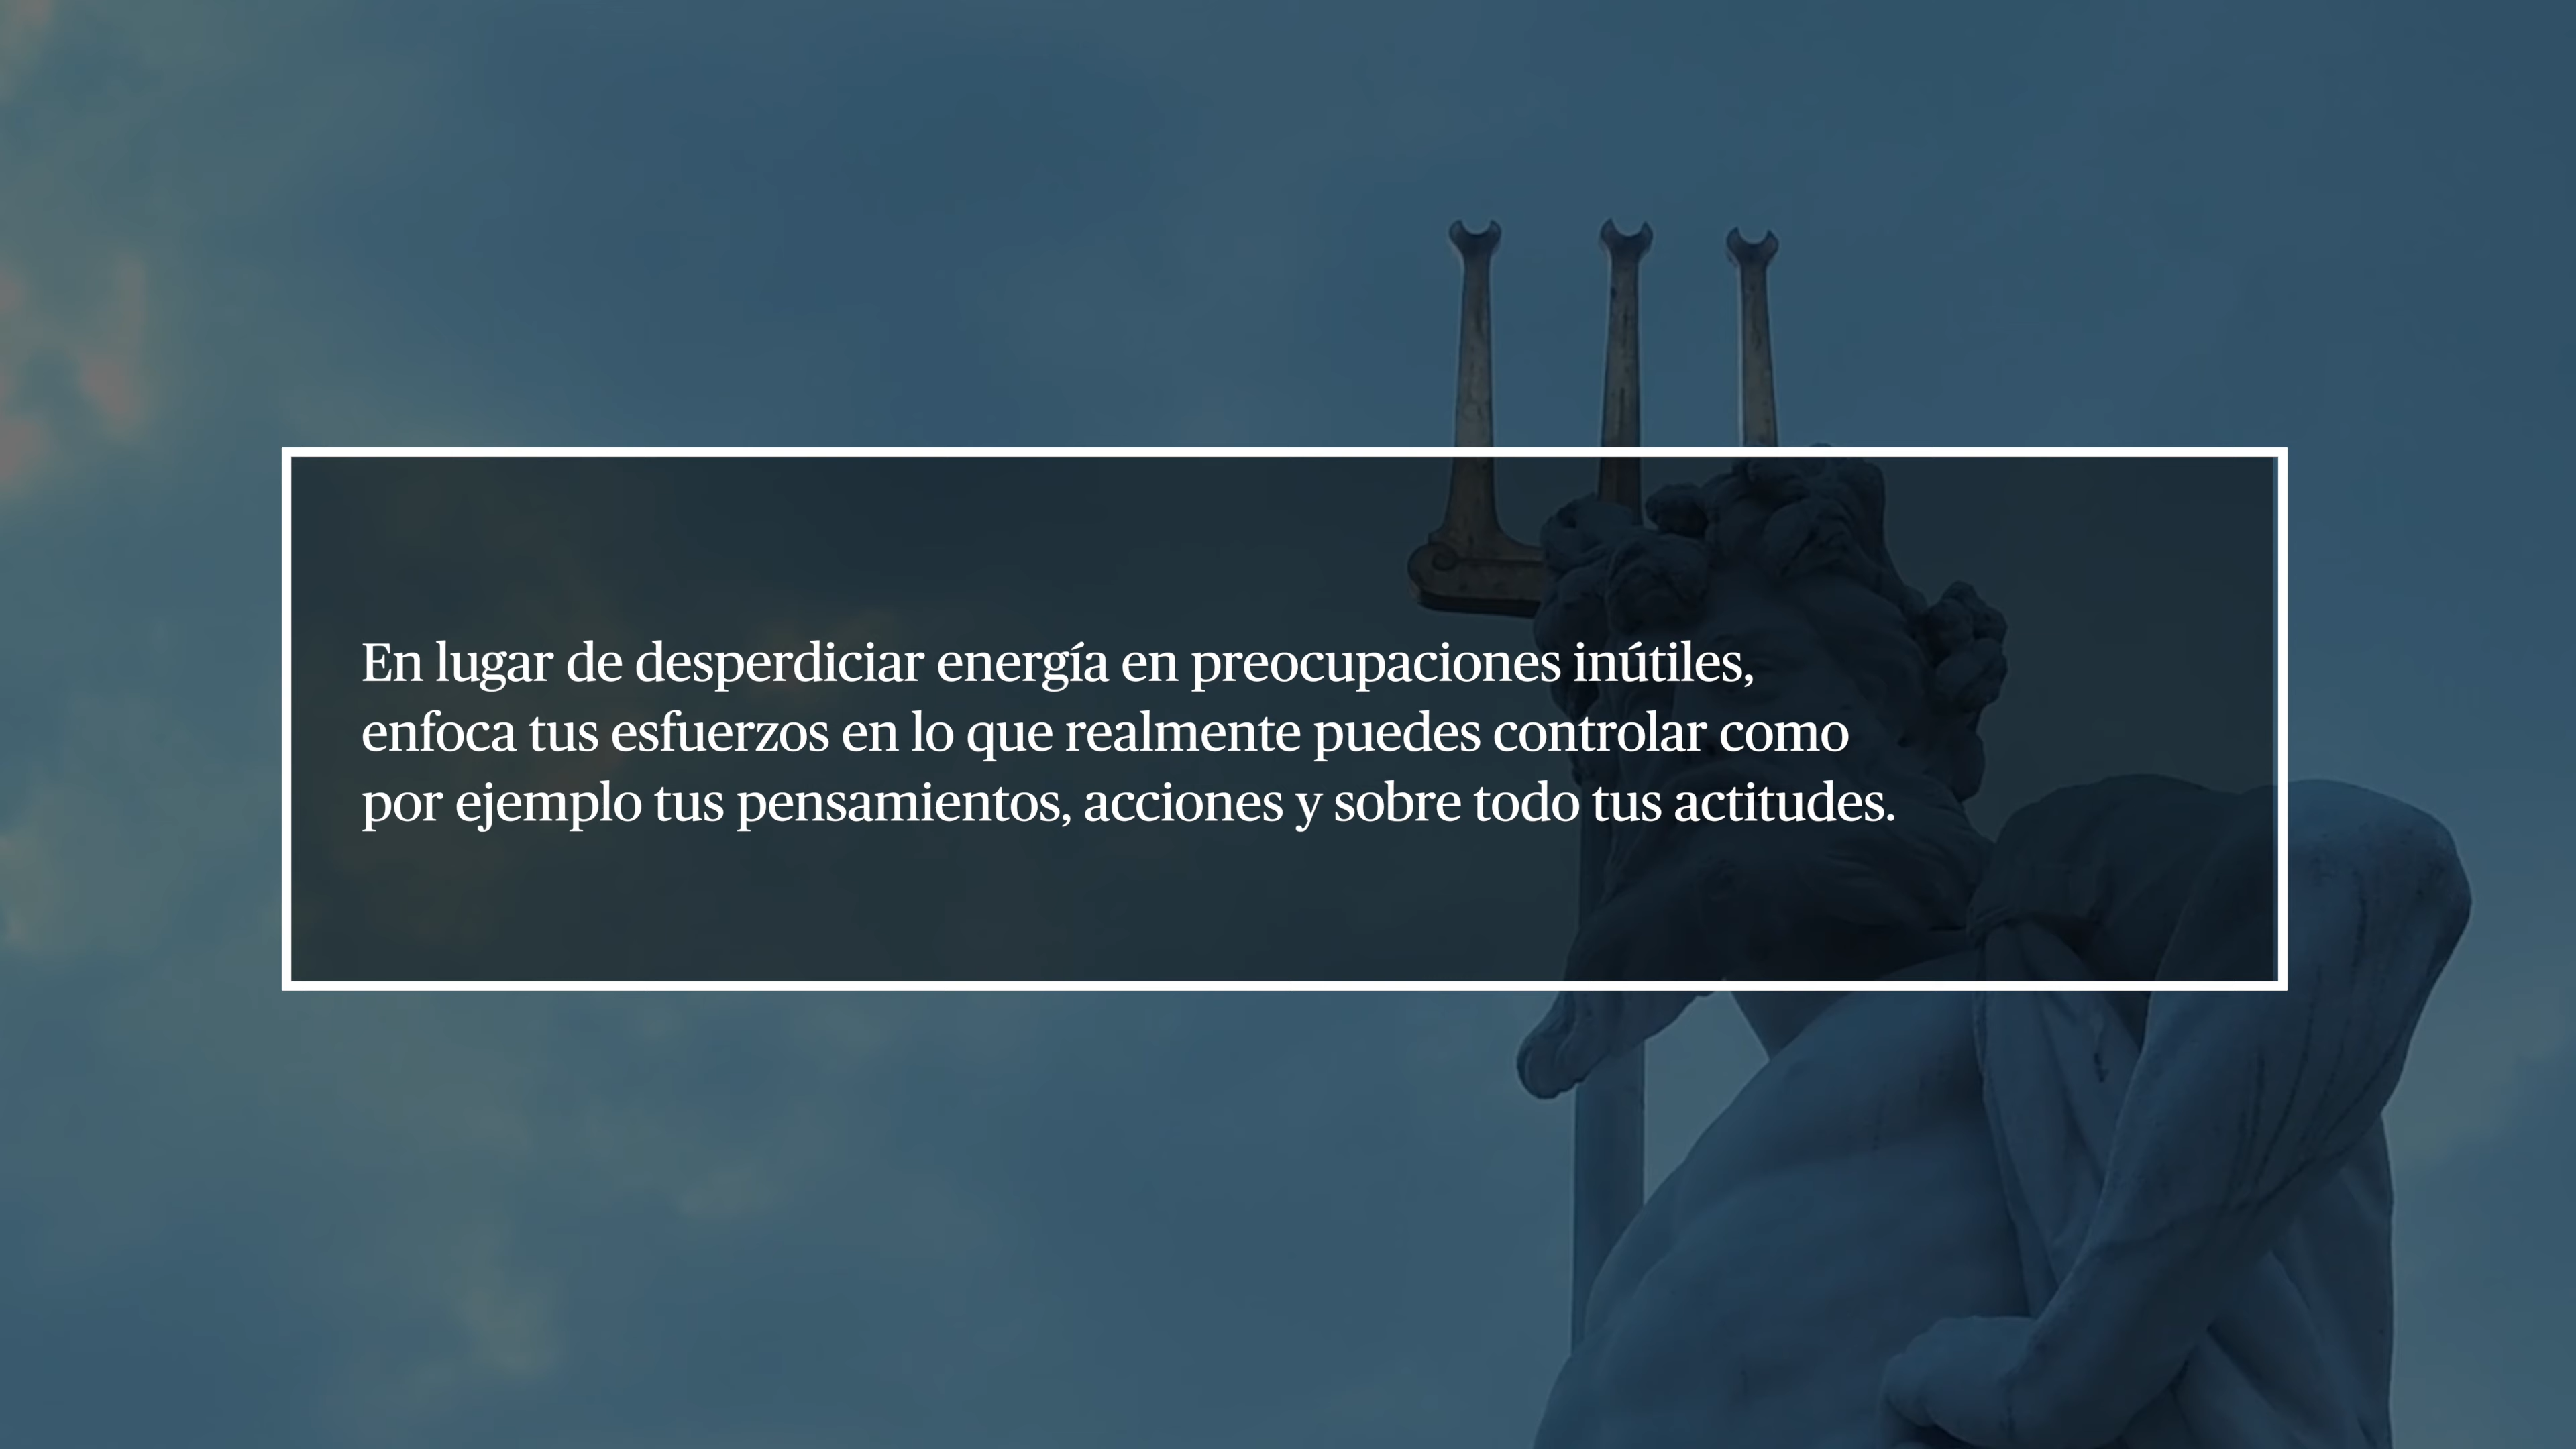 En lugar de desperdiciar energía en preocupaciones inútiles,
enfoca tus esfuerzos en lo que realmente puedes controlar como
por ejemplo tus pensamientos, acciones y sobre todo tus actitudes.